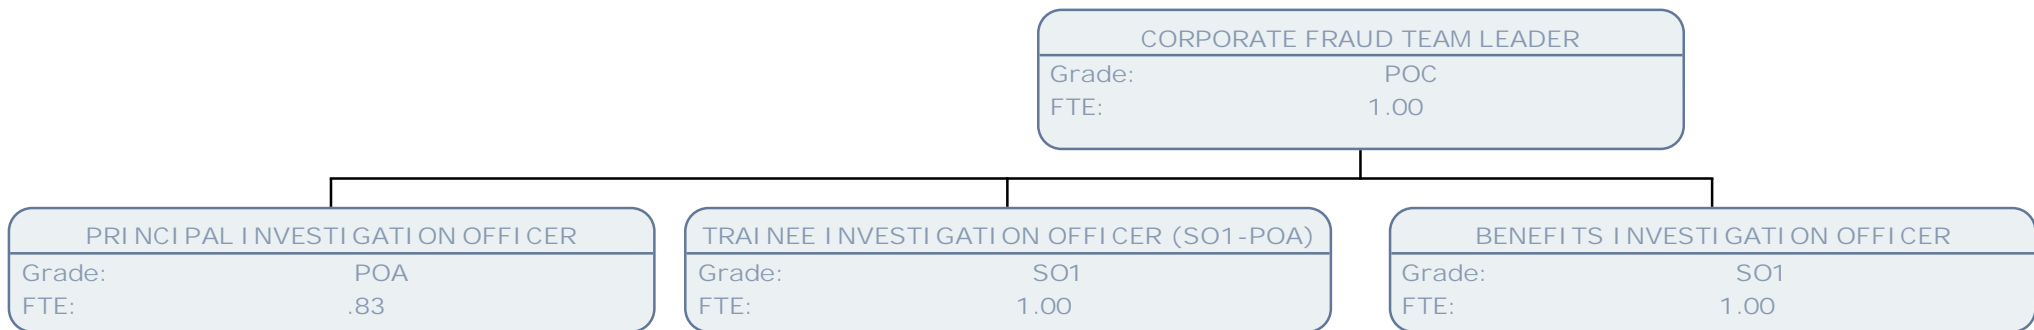 CORPORATE FRAUD TEAM LEADER
Grade: POC
FTE: 1.00
PRINCIPAL INVESTIGATION OFFICER
Grade: POA
FTE: .83
TRAINEE INVESTIGATION OFFICER (SO1-POA)
Grade: SO1
FTE: 1.00
BENEFITS INVESTIGATION OFFICER
Grade: SO1
FTE: 1.00